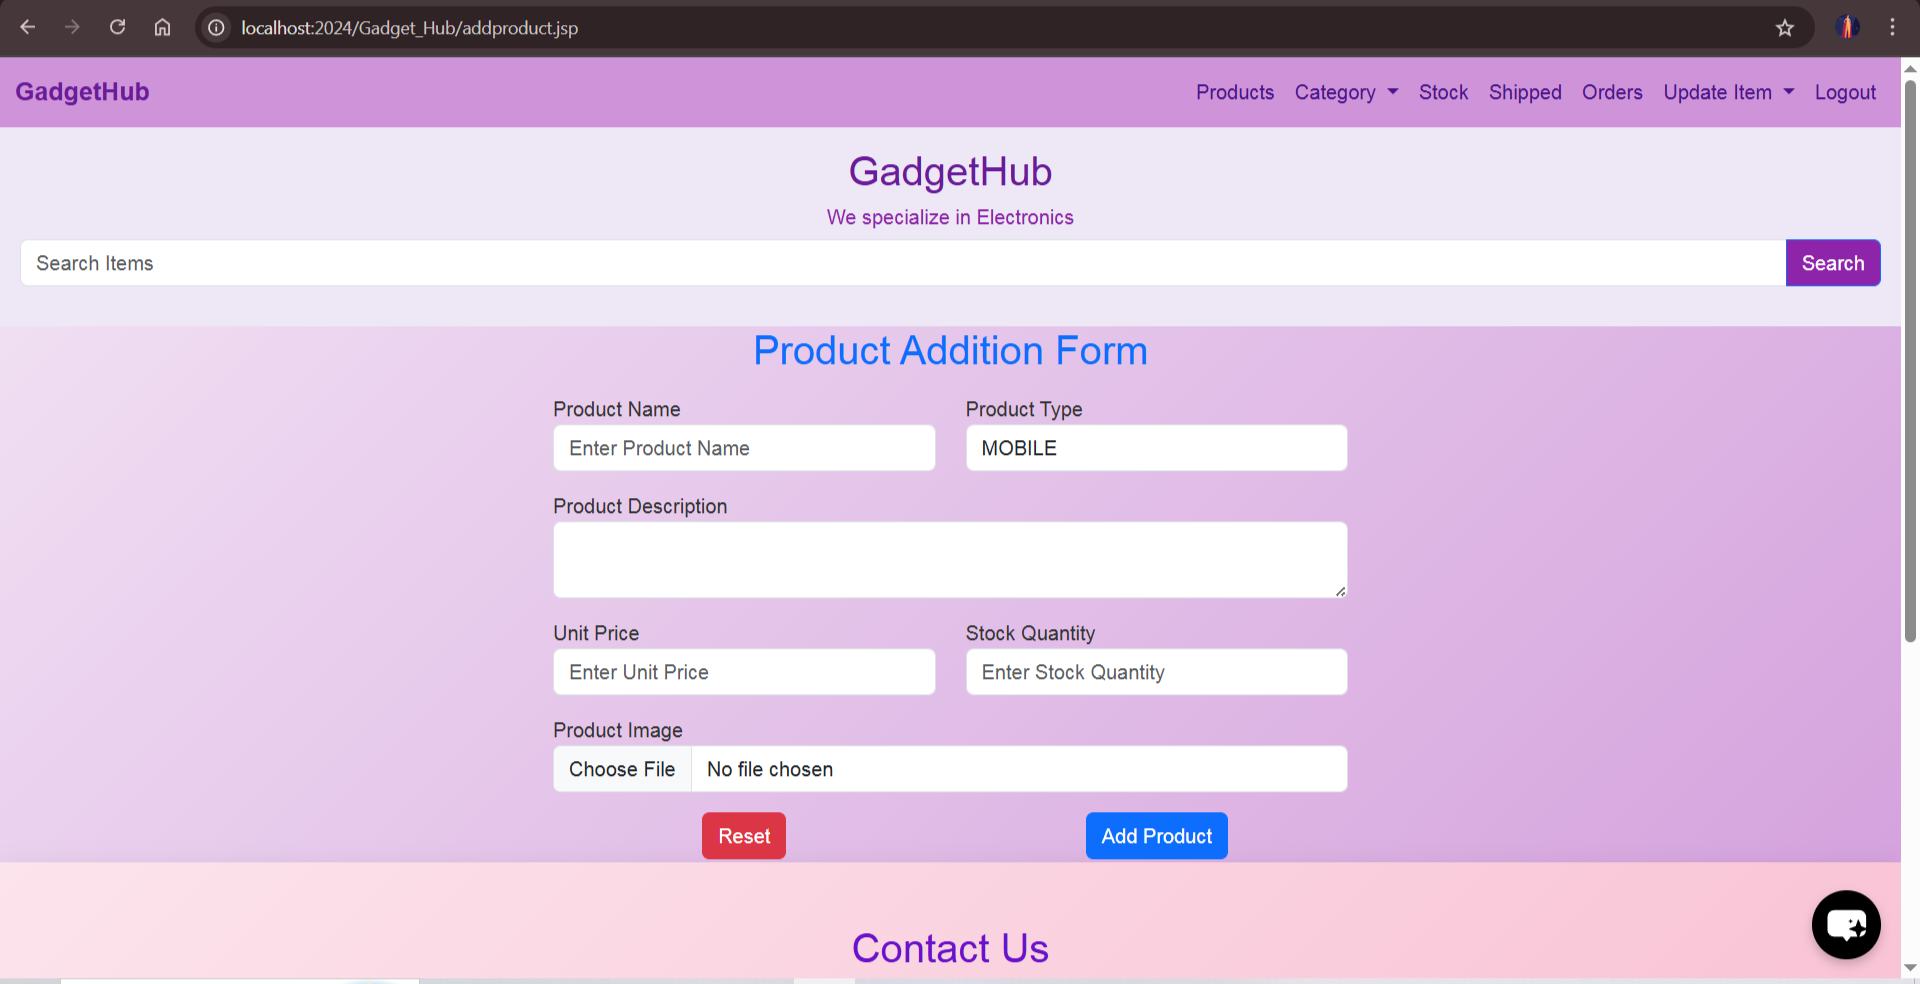 localhost:2024/Gadget_Hub/addproduct.jsp
GadgetHub Products Category Stock Shipped Orders Update Item Logout
GadgetHub
We specialize in Electronics
Search Items Search
Product Addition Form
Product Name Product Type
Enter Product Name MOBILE
Product Description
Unit Price Stock Quantity
Enter Unit Price Enter Stock Quantity
Product Image
Choose File No file chosen
Reset Add Product
Contact Us